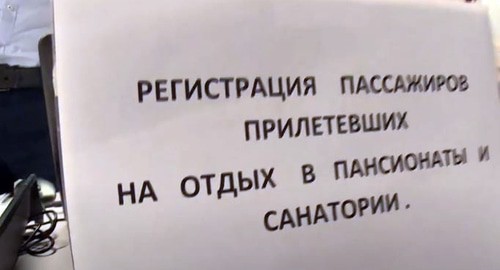 РЕГИСТРАЦИЯ ПАССАЖИРОВ
ПРИЛЕТЕВШИХ
НА ОТДЫХ В ПАНСИОНАТЫ И
САНАТОРИИ.